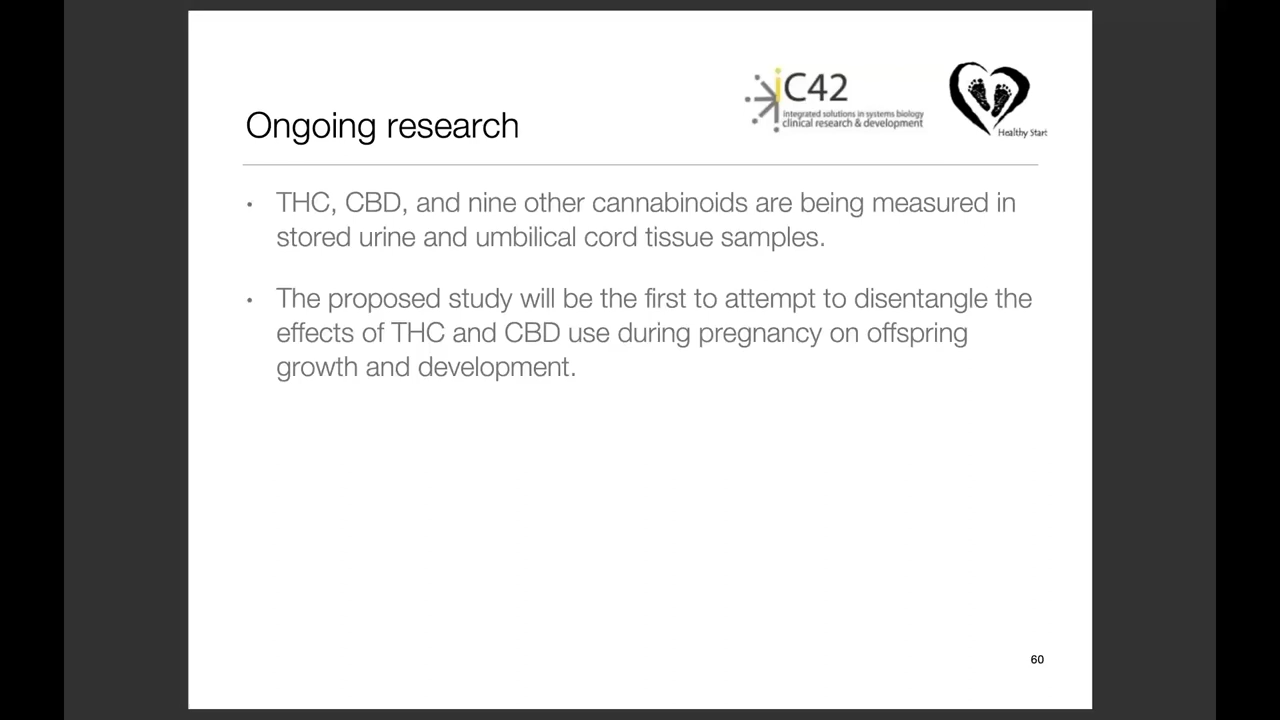 iC42
integrated solutions in systems biology
clinical research & development
Healthy Start
Ongoing research
• THC, CBD, and nine other cannabinoids are being measured in
stored urine and umbilical cord tissue samples.
• The proposed study will be the first to attempt to disentangle the
effects of THC and CBD use during pregnancy on offspring
growth and development.
60